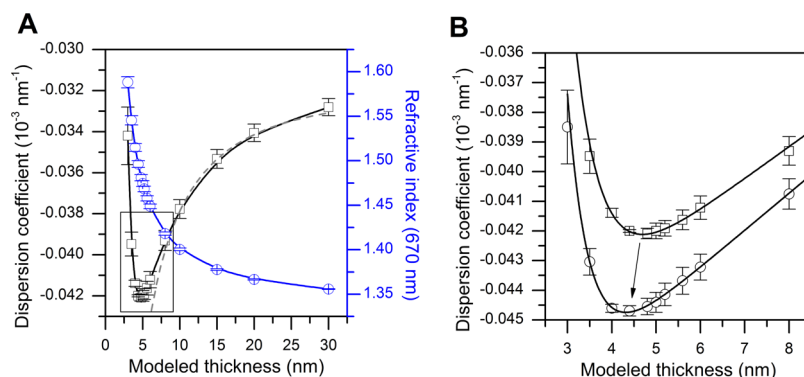 A
-0.030
-0.032
-0.034
-0.036
-0.038
-0.040
-0.042
Dispersion coefficient (10⁻³ nm⁻¹)
0 5 10 15 20 25 30
Modeled thickness (nm)
1.60
1.55
1.50
1.45
1.40
1.35
Refractive index (670 nm)
B
-0.036
-0.037
-0.038
-0.039
-0.040
-0.041
-0.042
-0.043
-0.044
-0.045
Dispersion coefficient (10⁻³ nm⁻¹)
3 4 5 6 7 8
Modeled thickness (nm)